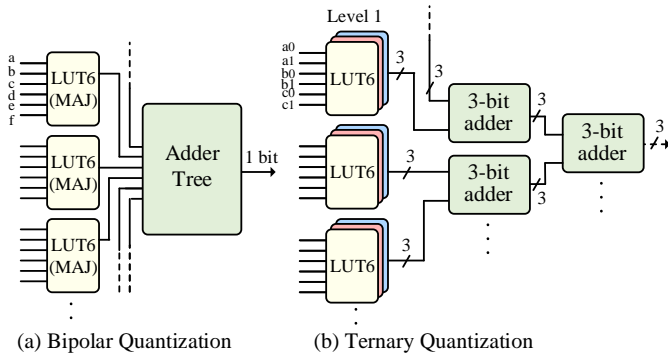 Level 1
a
b
c
d
e
f
LUT6
(MAJ)
LUT6
(MAJ)
LUT6
(MAJ)
Adder
Tree
1 bit
a0
a1
b0
b1
c0
c1
LUT6
3
3
LUT6
3
LUT6
3
3-bit
adder
3
3-bit
adder
3
3-bit
adder
3
(a) Bipolar Quantization
(b) Ternary Quantization